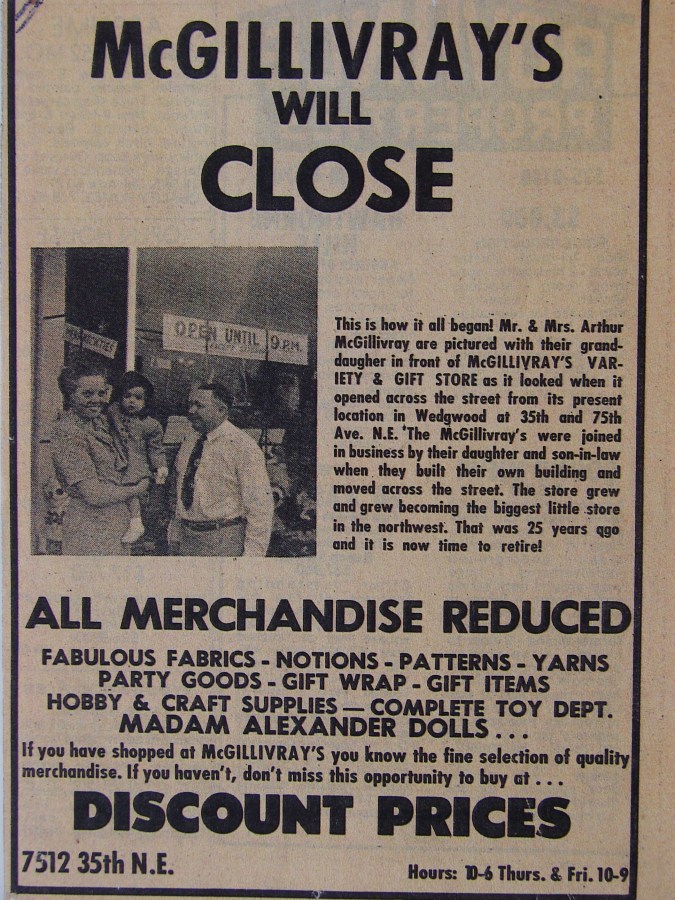 McGILLIVRAY'S
WILL
CLOSE
OPEN UNTIL 9 P.M.
This is how it all began! Mr. & Mrs. Arthur
McGillivray are pictured with their grand-
daugher in front of McGILLIVRAY'S VAR-
IETY & GIFT STORE as it looked when it
opened across the street from its present
location in Wedgwood at 35th and 75th
Ave. N.E. 'The McGillivray's were joined
in business by their daughter and son-in-law
when they built their own building and
moved across the street. The store grew
and grew becoming the biggest little store
in the northwest. That was 25 years ago
and it is now time to retire!
ALL MERCHANDISE REDUCED
FABULOUS FABRICS - NOTIONS - PATTERNS - YARNS
PARTY GOODS - GIFT WRAP - GIFT ITEMS
HOBBY & CRAFT SUPPLIES — COMPLETE TOY DEPT.
MADAM ALEXANDER DOLLS . . .
If you have shopped at McGILLIVRAY'S you know the fine selection of quality
merchandise. If you haven't, don't miss this opportunity to buy at . . .
DISCOUNT PRICES
7512 35th N.E.
Hours: 10-6 Thurs. & Fri. 10-9